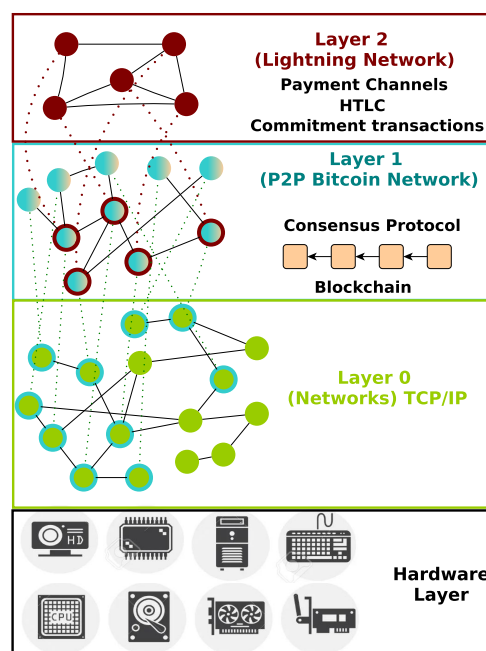 Layer 2
(Lightning Network)
Payment Channels
HTLC
Commitment transactions
Layer 1
(P2P Bitcoin Network)
Consensus Protocol
Blockchain
Layer 0
(Networks) TCP/IP
HD
CPU
Hardware
Layer